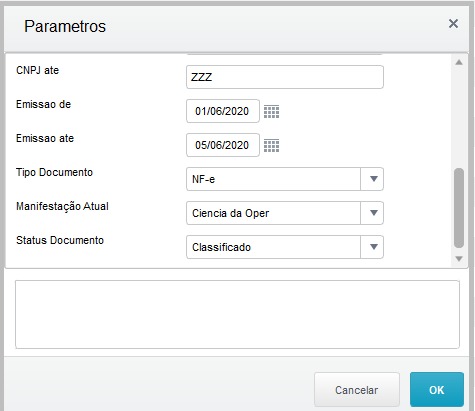 Parametros
CNPJ ate
ZZZ
Emissao de
01/06/2020
Emissao ate
05/06/2020
Tipo Documento
NF-e
Manifestação Atual
Ciencia da Oper
Status Documento
Classificado
Cancelar
OK